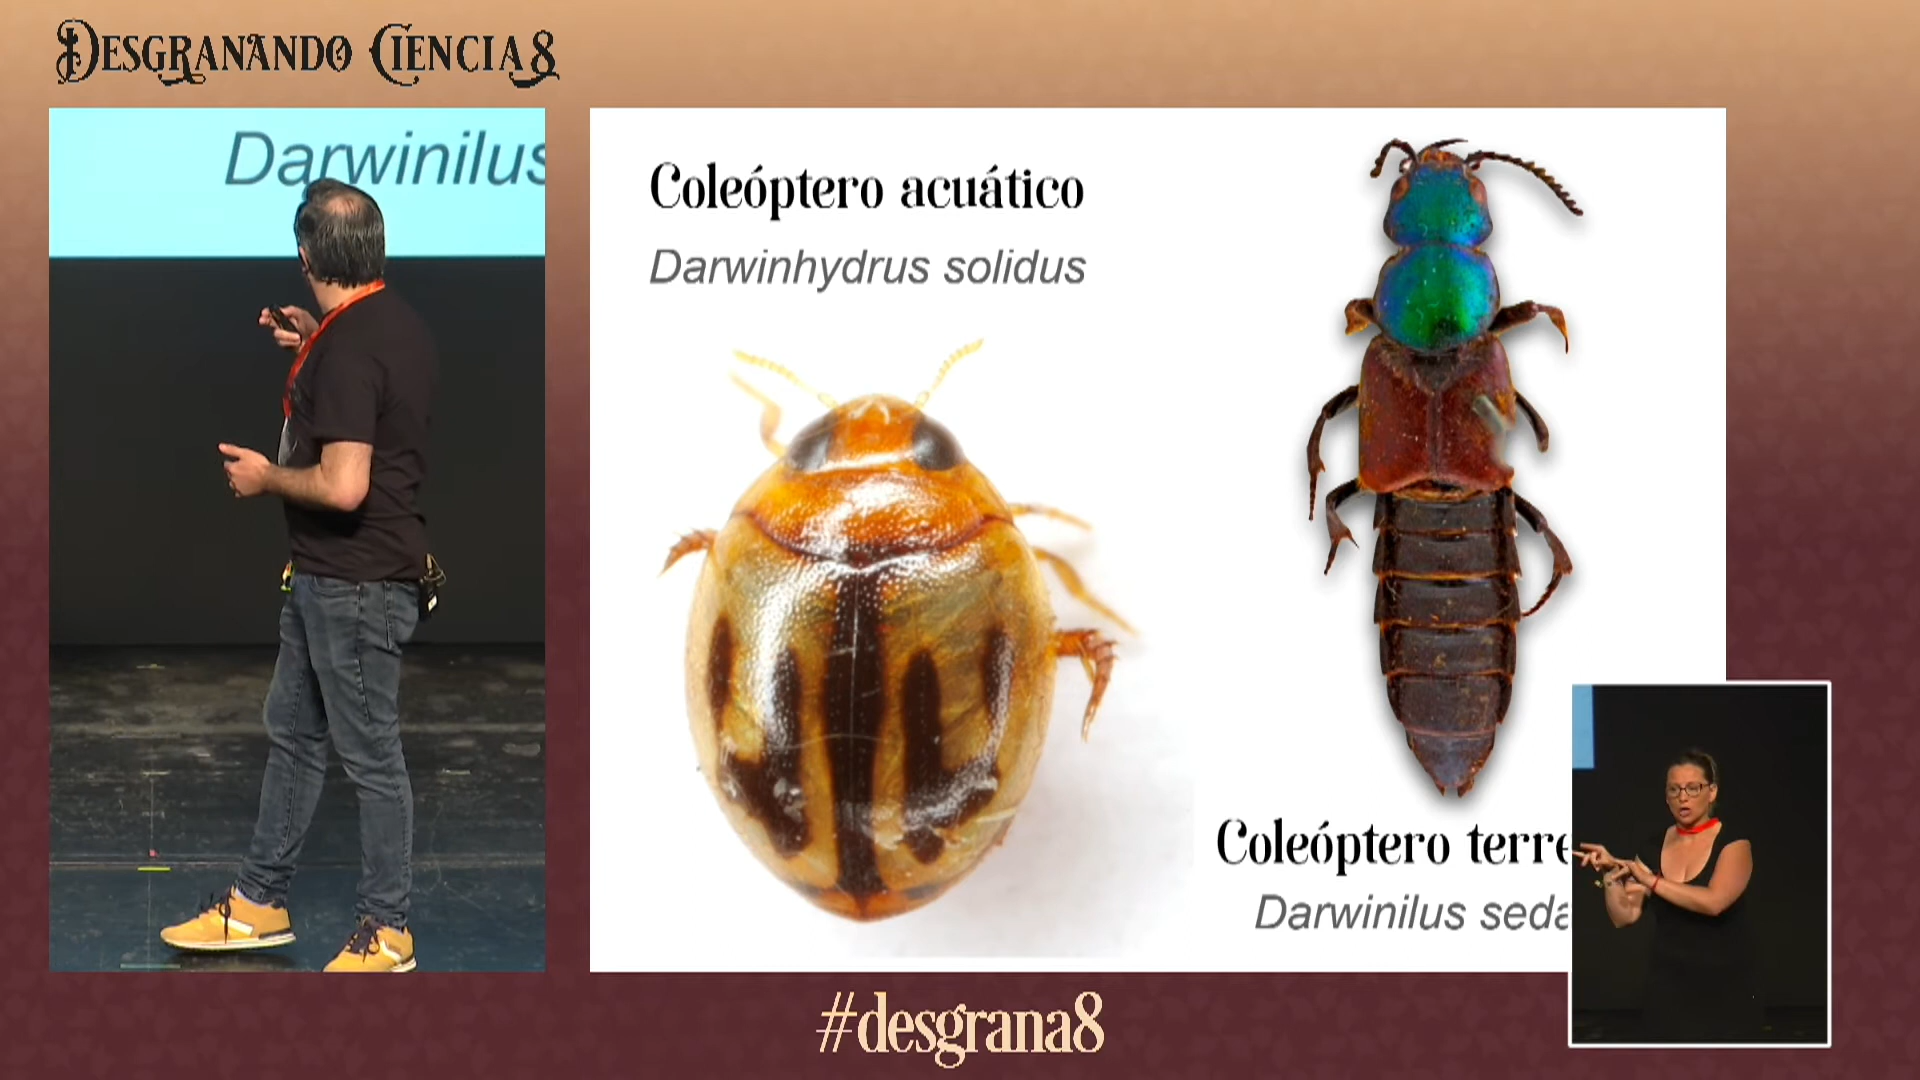 Desgranando Ciencia8
Darwinilus
Coleóptero acuático
Darwinhydrus solidus
Coleóptero terre
Darwinilus seda
#desgrana8